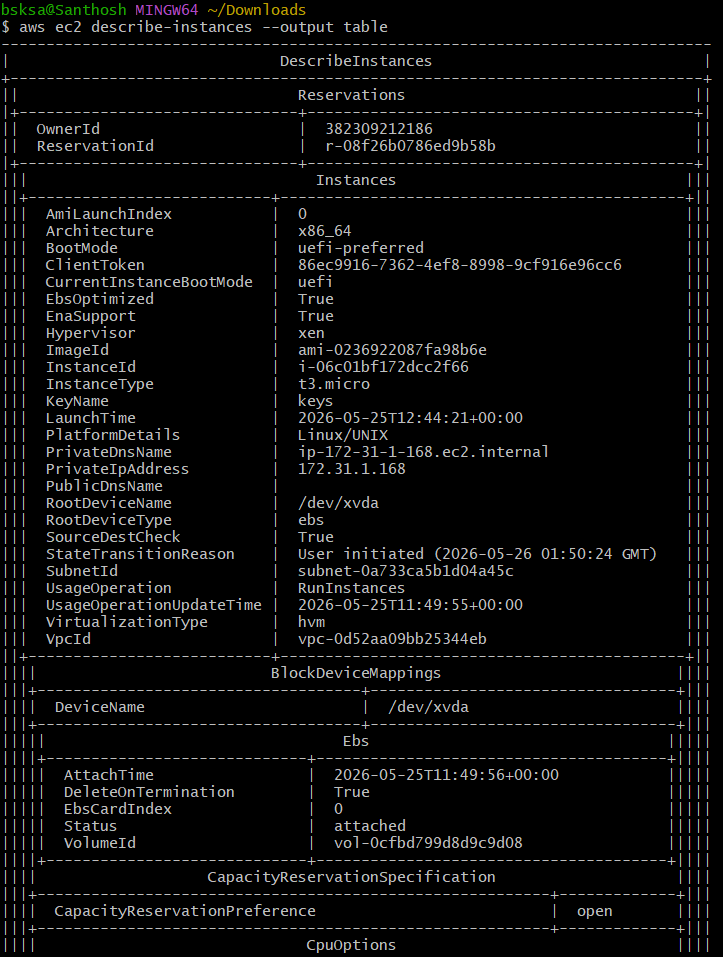 bsksa@Santhosh MINGW64 ~/Downloads
$ aws ec2 describe-instances --output table
DescribeInstances
Reservations
OwnerId | 382309212186
ReservationId | r-08f26b0786ed9b58b
Instances
AmiLaunchIndex | 0
Architecture | x86_64
BootMode | uefi-preferred
ClientToken | 86ec9916-7362-4ef8-8998-9cf916e96cc6
CurrentInstanceBootMode | uefi
EbsOptimized | True
EnaSupport | True
Hypervisor | xen
ImageId | ami-0236922087fa98b6e
InstanceId | i-06c01bf172dcc2f66
InstanceType | t3.micro
KeyName | keys
LaunchTime | 2026-05-25T12:44:21+00:00
PlatformDetails | Linux/UNIX
PrivateDnsName | ip-172-31-1-168.ec2.internal
PrivateIpAddress | 172.31.1.168
PublicDnsName |
RootDeviceName | /dev/xvda
RootDeviceType | ebs
SourceDestCheck | True
StateTransitionReason | User initiated (2026-05-26 01:50:24 GMT)
SubnetId | subnet-0a733ca5b1d04a45c
UsageOperation | RunInstances
UsageOperationUpdateTime | 2026-05-25T11:49:55+00:00
VirtualizationType | hvm
VpcId | vpc-0d52aa09bb25344eb
BlockDeviceMappings
DeviceName | /dev/xvda
Ebs
AttachTime | 2026-05-25T11:49:56+00:00
DeleteOnTermination | True
EbsCardIndex | 0
Status | attached
VolumeId | vol-0cfbd799d8d9c9d08
CapacityReservationSpecification
CapacityReservationPreference | open
CpuOptions